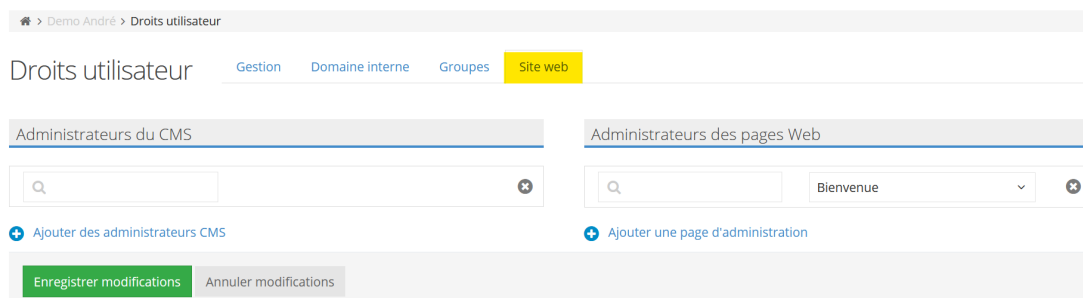 > Demo André > Droits utilisateur
Droits utilisateur Gestion Domaine interne Groupes Site web
Administrateurs du CMS
Administrateurs des pages Web
Bienvenue
Ajouter des administrateurs CMS
Ajouter une page d'administration
Enregistrer modifications Annuler modifications